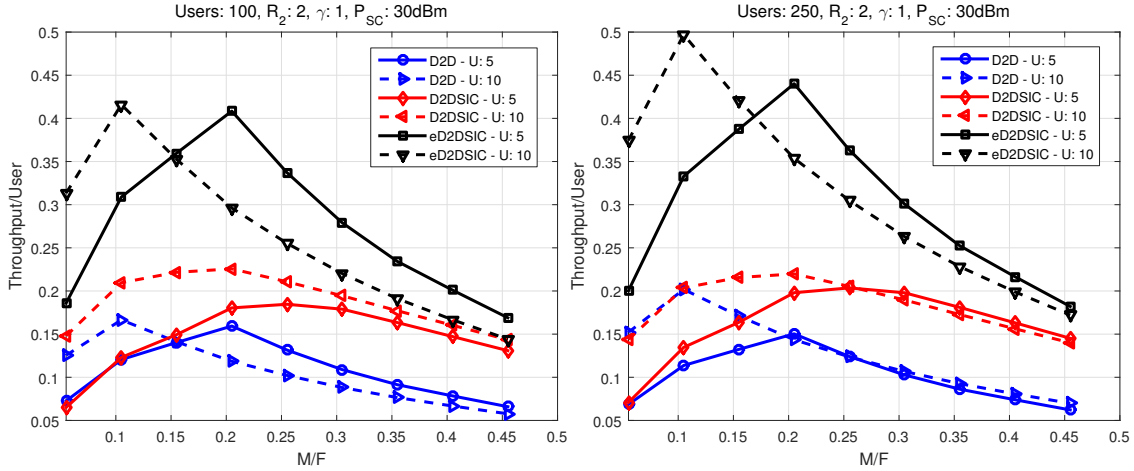 Users: 100, R_2: 2, γ: 1, P_SC: 30dBm
0.5
0.45
0.4
0.35
0.3
0.25
0.2
0.15
0.1
0.05
Throughput/User
D2D - U: 5
D2D - U: 10
D2DSIC - U: 5
D2DSIC - U: 10
eD2DSIC - U: 5
eD2DSIC - U: 10
0.1 0.15 0.2 0.25 0.3 0.35 0.4 0.45 0.5
M/F
Users: 250, R_2: 2, γ: 1, P_SC: 30dBm
0.5
0.45
0.4
0.35
0.3
0.25
0.2
0.15
0.1
0.05
Throughput/User
D2D - U: 5
D2D - U: 10
D2DSIC - U: 5
D2DSIC - U: 10
eD2DSIC - U: 5
eD2DSIC - U: 10
0.1 0.15 0.2 0.25 0.3 0.35 0.4 0.45 0.5
M/F